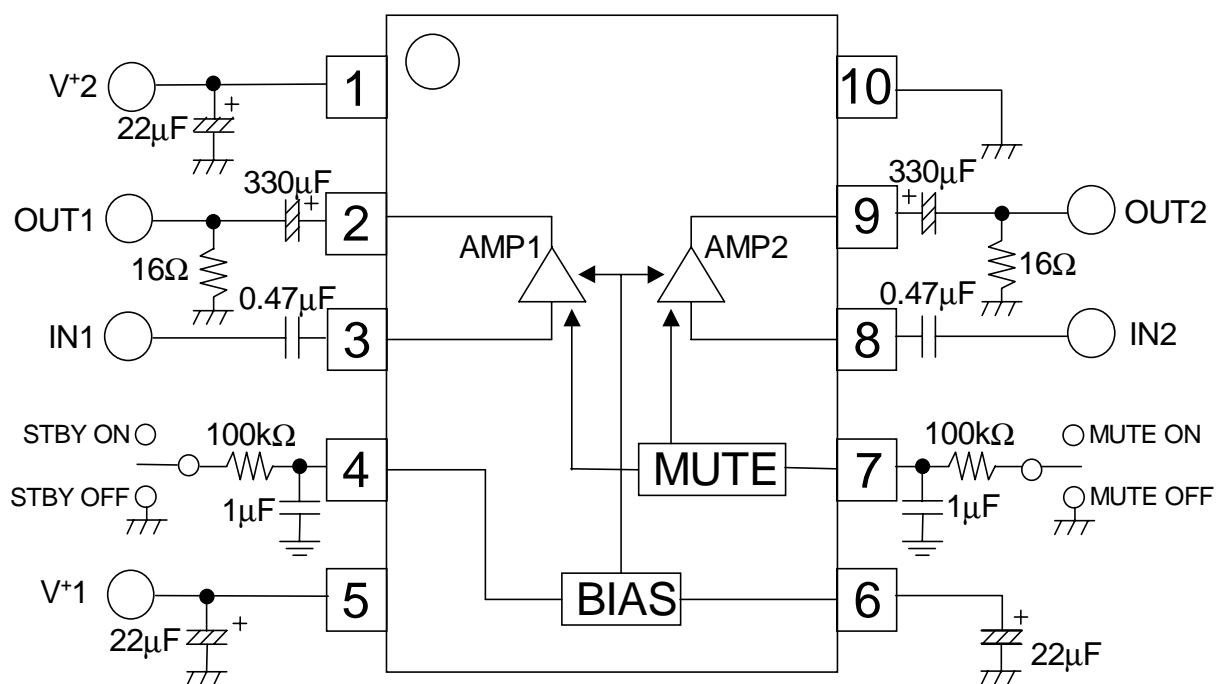 V+2
22μF
+
1
10
330μF
+
OUT1
2
16Ω
AMP1
AMP2
330μF
+
9
OUT2
16Ω
0.47μF
IN1
3
0.47μF
8
IN2
STBY ON
100kΩ
4
STBY OFF
1μF
MUTE
7
100kΩ
MUTE ON
1μF
MUTE OFF
V+1
22μF
+
5
BIAS
6
+
22μF